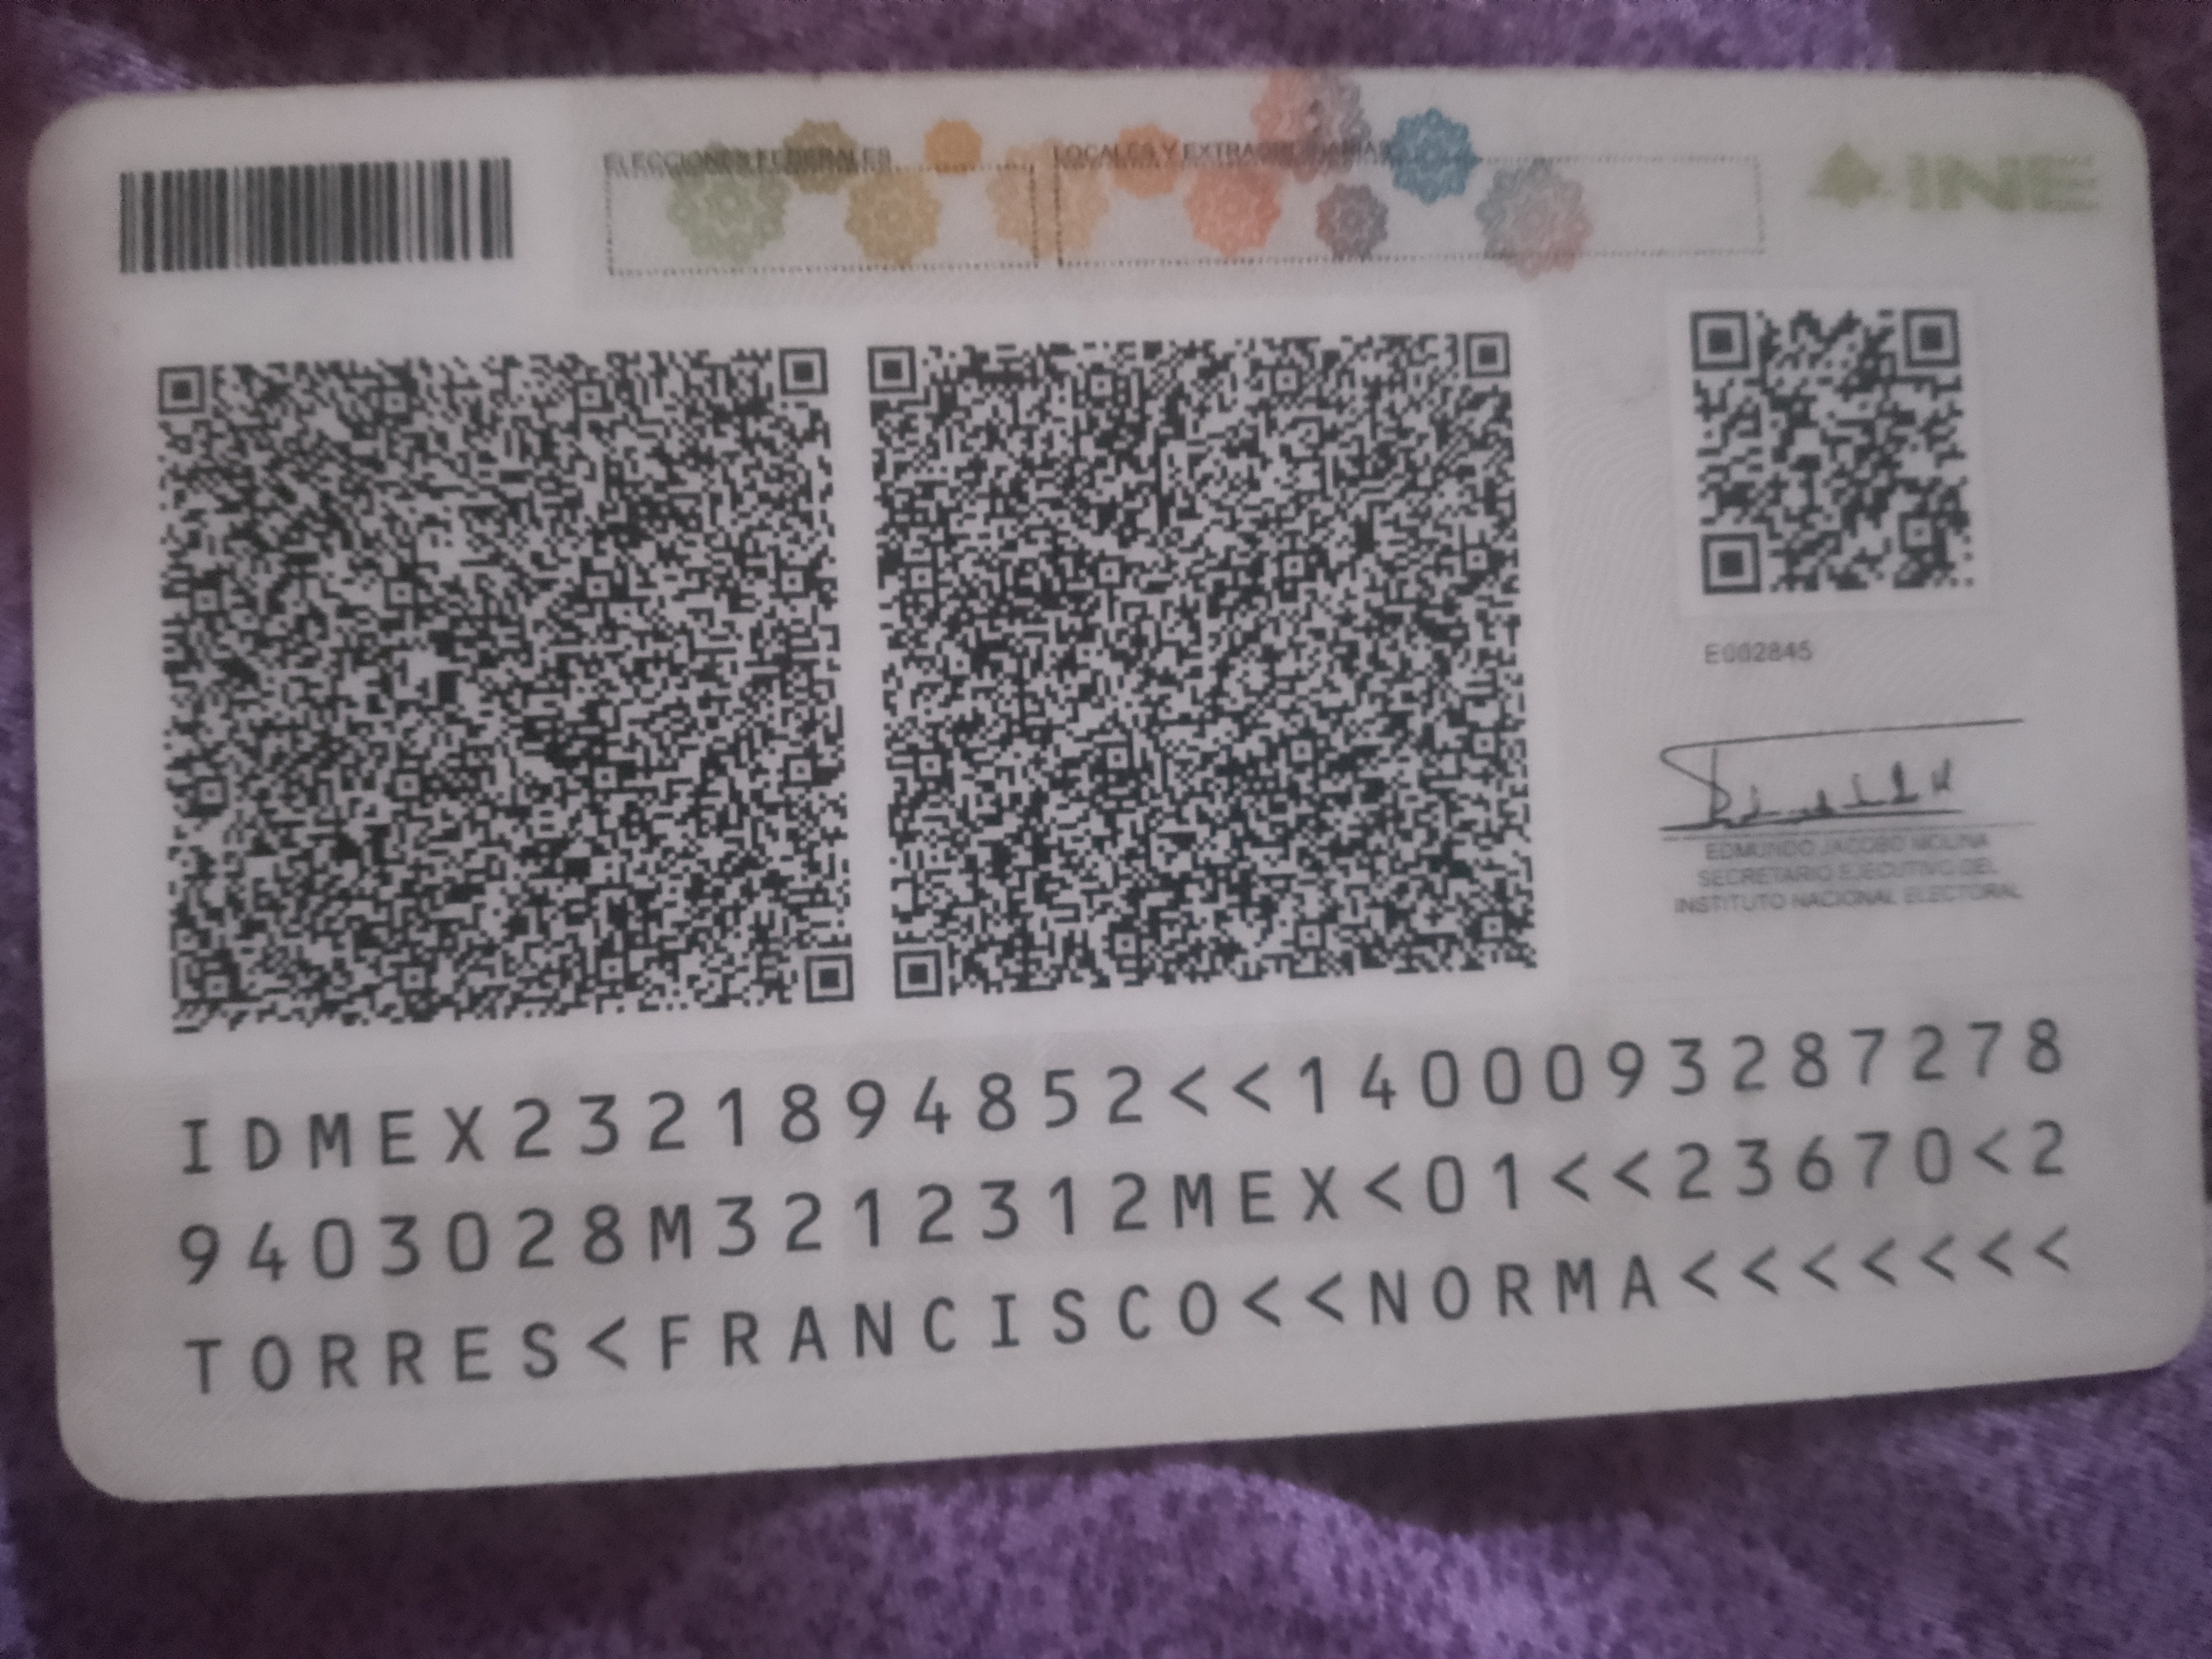 ELECCIONES FEDERALES
LOCALES Y EXTRAORDINARIAS
INE
E002845
EDMUNDO JACOBO MOLINA
SECRETARIO EJECUTIVO DEL
INSTITUTO NACIONAL ELECTORAL
IDMEX2321894852<<1400093287278
9403028M3212312MEX<01<<23670<2
TORRES<FRANCISCO<<NORMA<<<<<<<